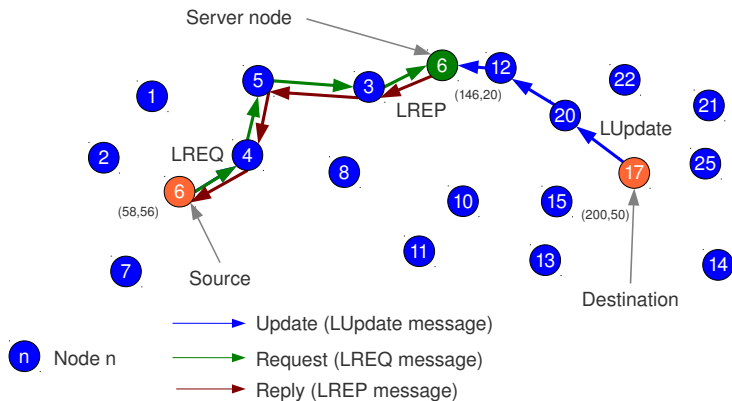 Server node
6
12
22
5
3
1
(146,20)
21
LREP
20
LUpdate
LREQ
4
2
25
8
17
6
10
15
(58,56)
(200,50)
11
13
14
7
Source
Destination
Update (LUpdate message)
n
Node n
Request (LREQ message)
Reply (LREP message)